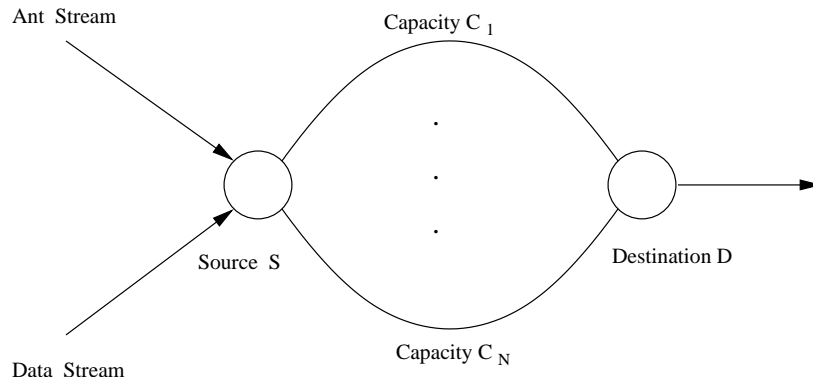 Ant Stream
Capacity C 1
Source S
Destination D
Capacity C N
Data Stream